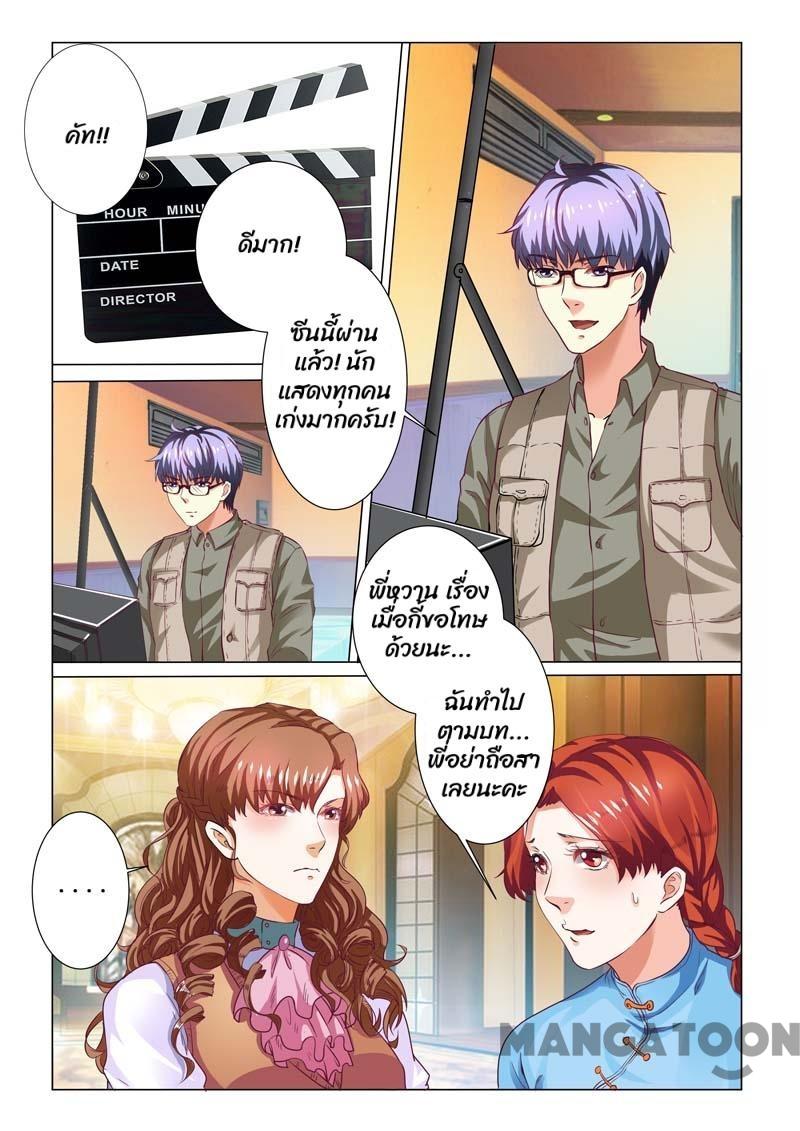 คัท!!
HOUR MINU
DATE
DIRECTOR
ดีมาก!
ซีนนี้ผ่าน
แล้ว! นัก
แสดงทุกคน
เก่งมากครับ!
พี่หวาน เรื่อง
เมื่อกี้ขอโทษ
ด้วยนะ...
ฉันทำไป
ตามบท...
พี่อย่าถือสา
เลยนะคะ
....
MANGATOON